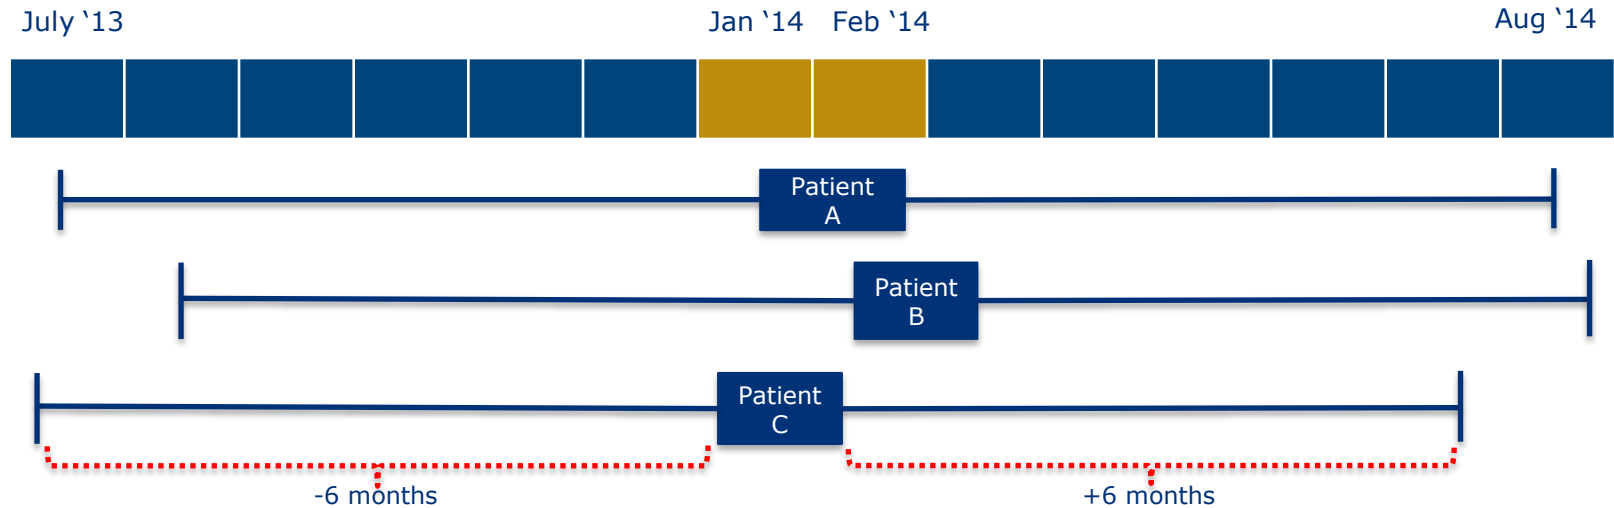 July ‘13
Jan ‘14
Feb ‘14
Aug ‘14
Patient
A
Patient
B
Patient
C
-6 months
+6 months